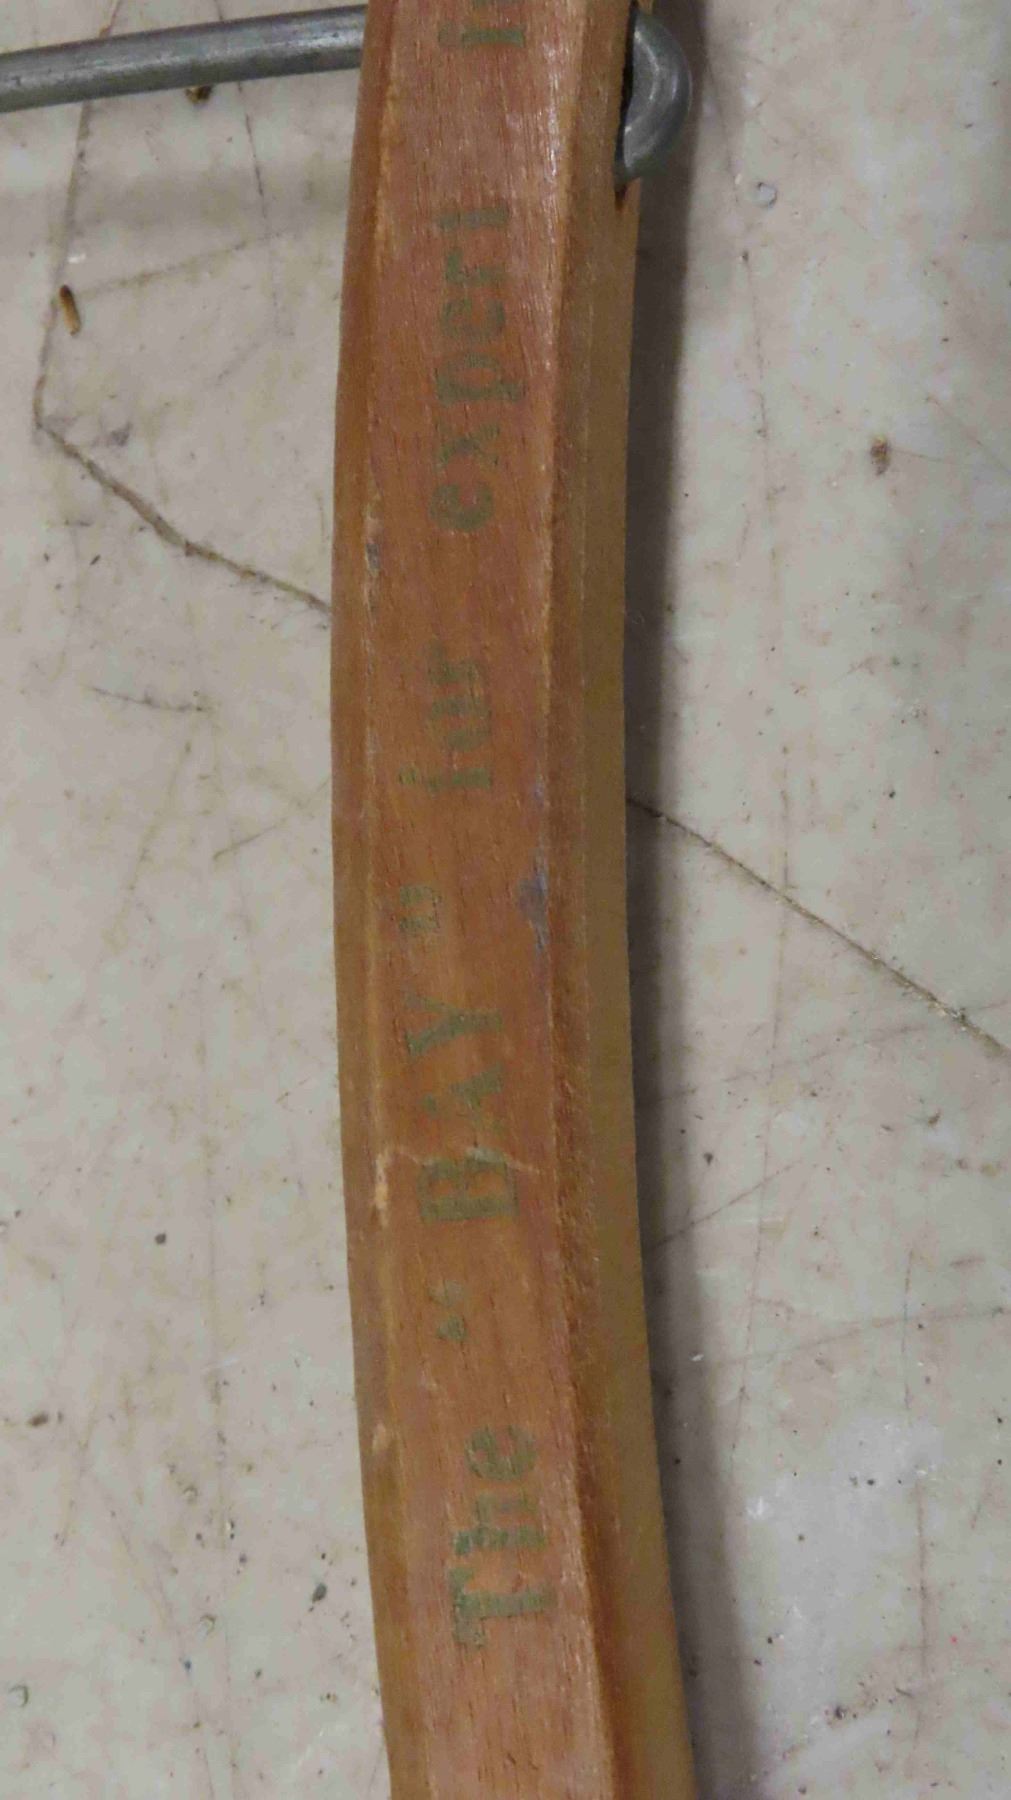 The "BAY" for expert